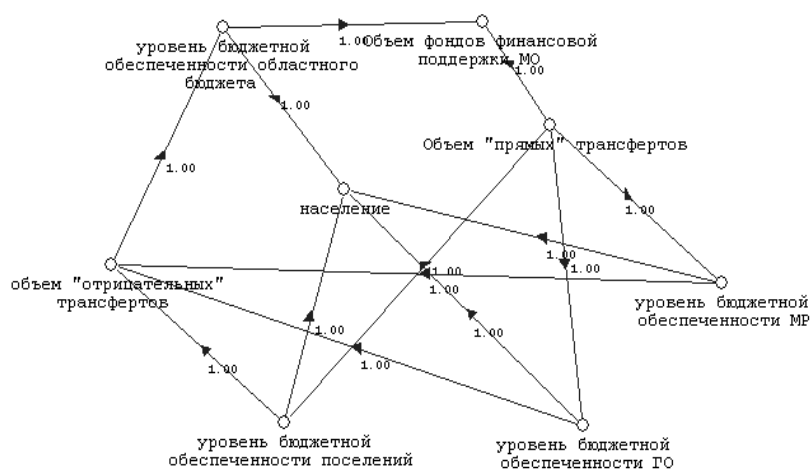 уровень бюджетной
обеспеченности областного
бюджета
1.00
Объем фондов финансовой
поддержки МО
1.00
1.00
Объем "прямых" трансфертов
1.00
население
1.00
1.00
1.00
1.00
1.00
объем "отрицательных"
трансфертов
уровень бюджетной
обеспеченности МР
1.00
1.00
1.00
1.00
1.00
уровень бюджетной
обеспеченности поселений
уровень бюджетной
обеспеченности ГО